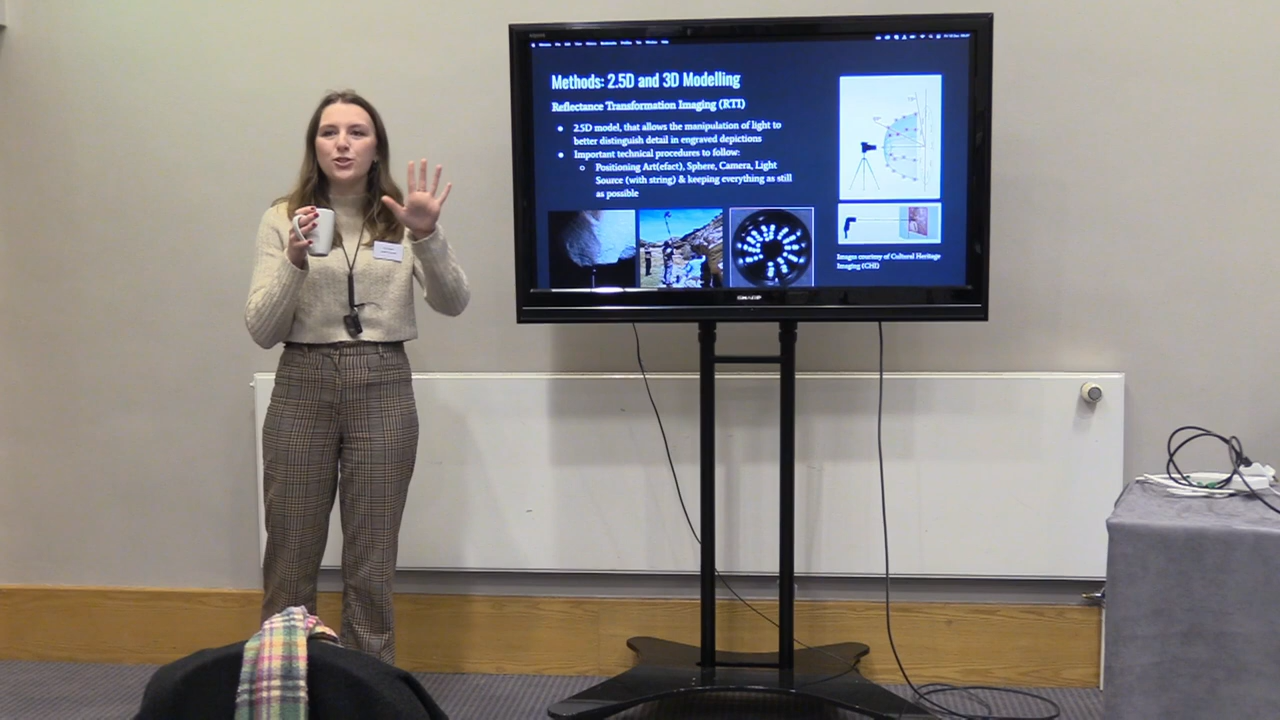 Methods: 2.5D and 3D Modelling
Reflectance Transformation Imaging (RTI)
2.5D model, that allows the manipulation of light to
better distinguish detail in engraved depictions
Important technical procedures to follow:
Positioning Art(efact), Sphere, Camera, Light
Source (with string) & keeping everything as still
as possible
Images courtesy of Cultural Heritage
Imaging (CHI)
SHARP